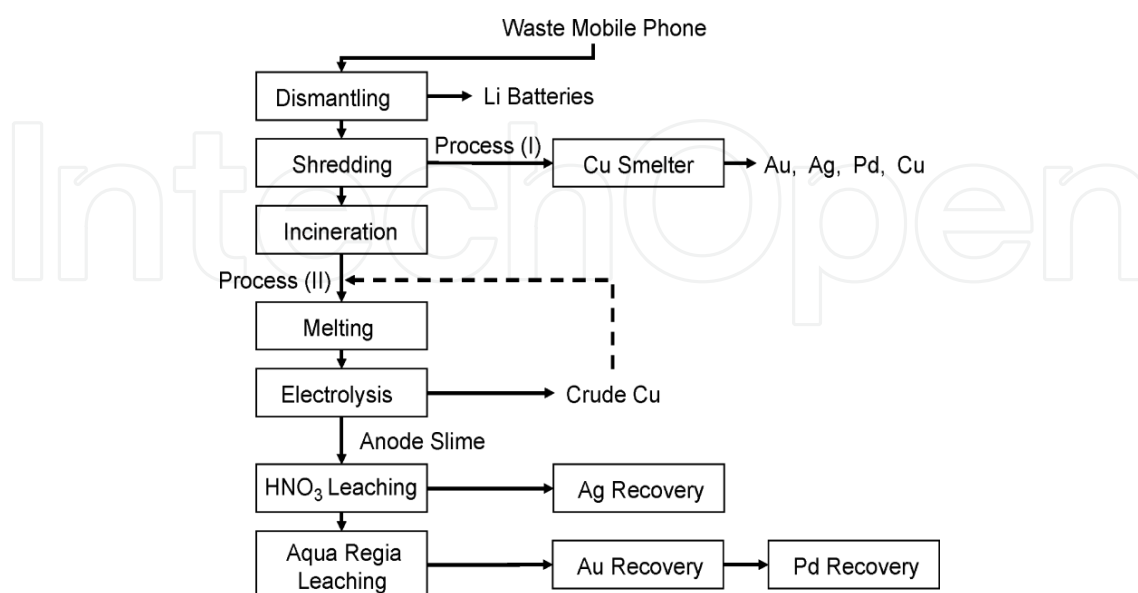 Waste Mobile Phone
Dismantling
Li Batteries
Shredding
Process (I)
Cu Smelter
Au, Ag, Pd, Cu
Incineration
Process (II)
Melting
Electrolysis
Crude Cu
Anode Slime
HNO₃ Leaching
Ag Recovery
Aqua Regia
Leaching
Au Recovery
Pd Recovery
IntechOpen